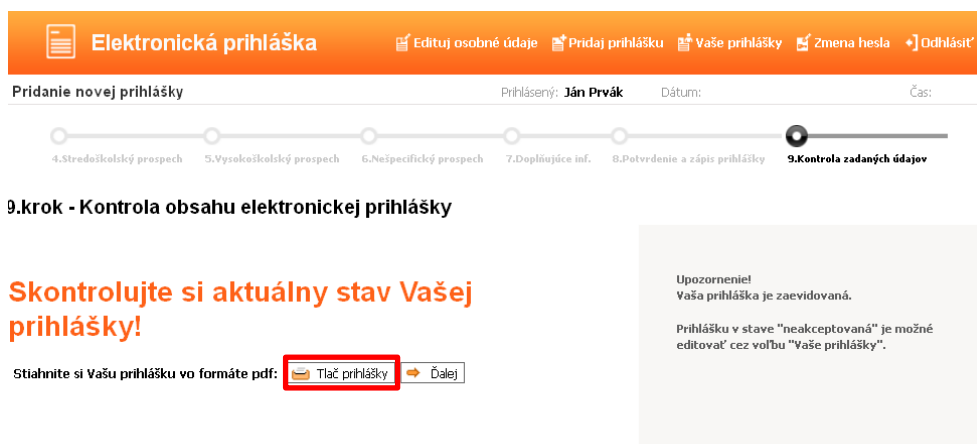 Elektronická prihláška
Edituj osobné údaje Pridaj prihlášku Vaše prihlášky Zmena hesla Odhlásiť
Pridanie novej prihlášky Prihlásený: Ján Prvák Dátum: Čas:
4.Stredoškolský prospech 5.Vysokoškolský prospech 6.Nešpecifický prospech 7.Doplňujúce inf. 8.Potvrdenie a zápis prihlášky 9.Kontrola zadaných údajov
9.krok - Kontrola obsahu elektronickej prihlášky
Skontrolujte si aktuálny stav Vašej
prihlášky!
Stiahnite si Vašu prihlášku vo formáte pdf: Tlač prihlášky Ďalej
Upozornenie!
Vaša prihláška je zaevidovaná.
Prihlášku v stave "neakceptovaná" je možné
editovať cez voľbu "Vaše prihlášky".